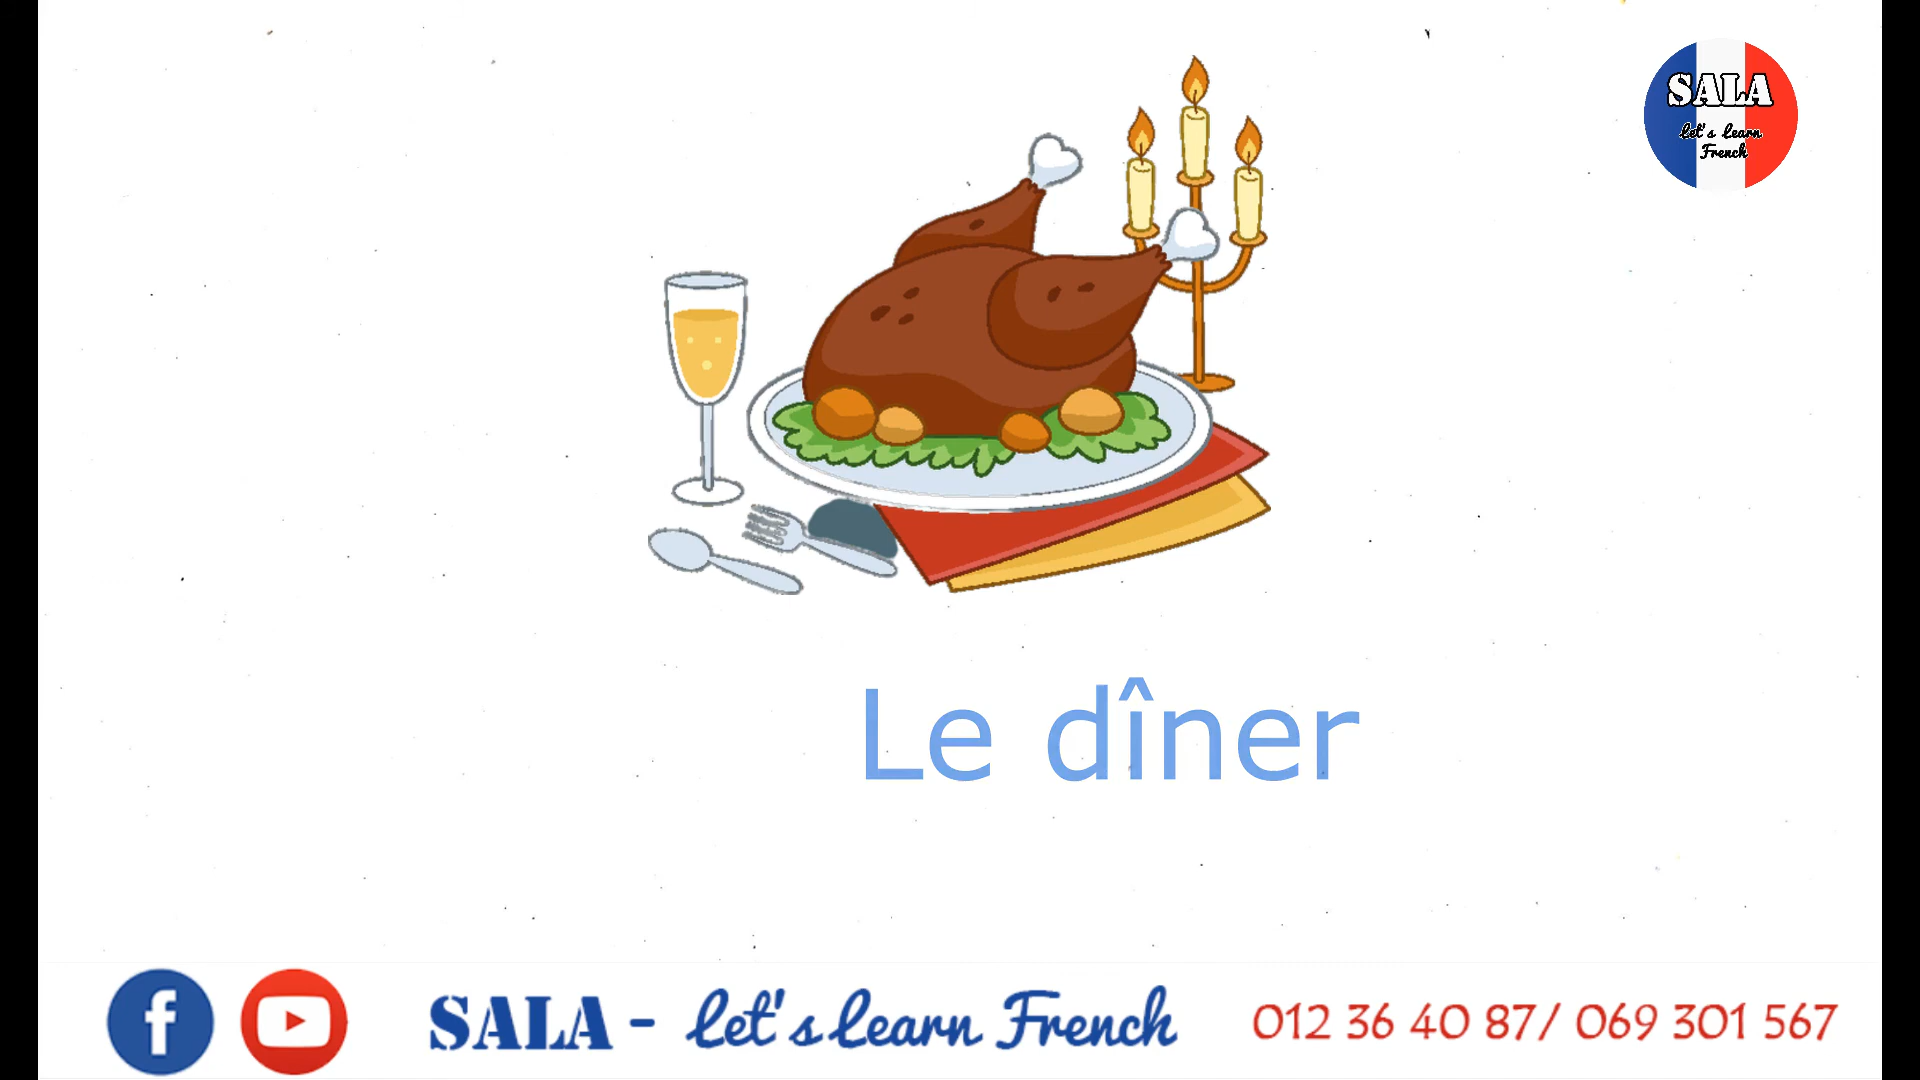 SALA
Let's Learn
French
Le dîner
SALA - Let's Learn French 012 36 40 87/ 069 301 567